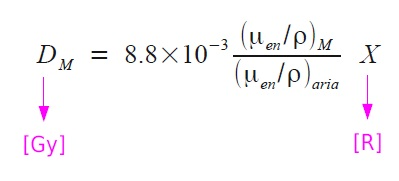 D_M = 8.8×10⁻³ (μ_en/ρ)_M / (μ_en/ρ)_aria X
[Gy] [R]